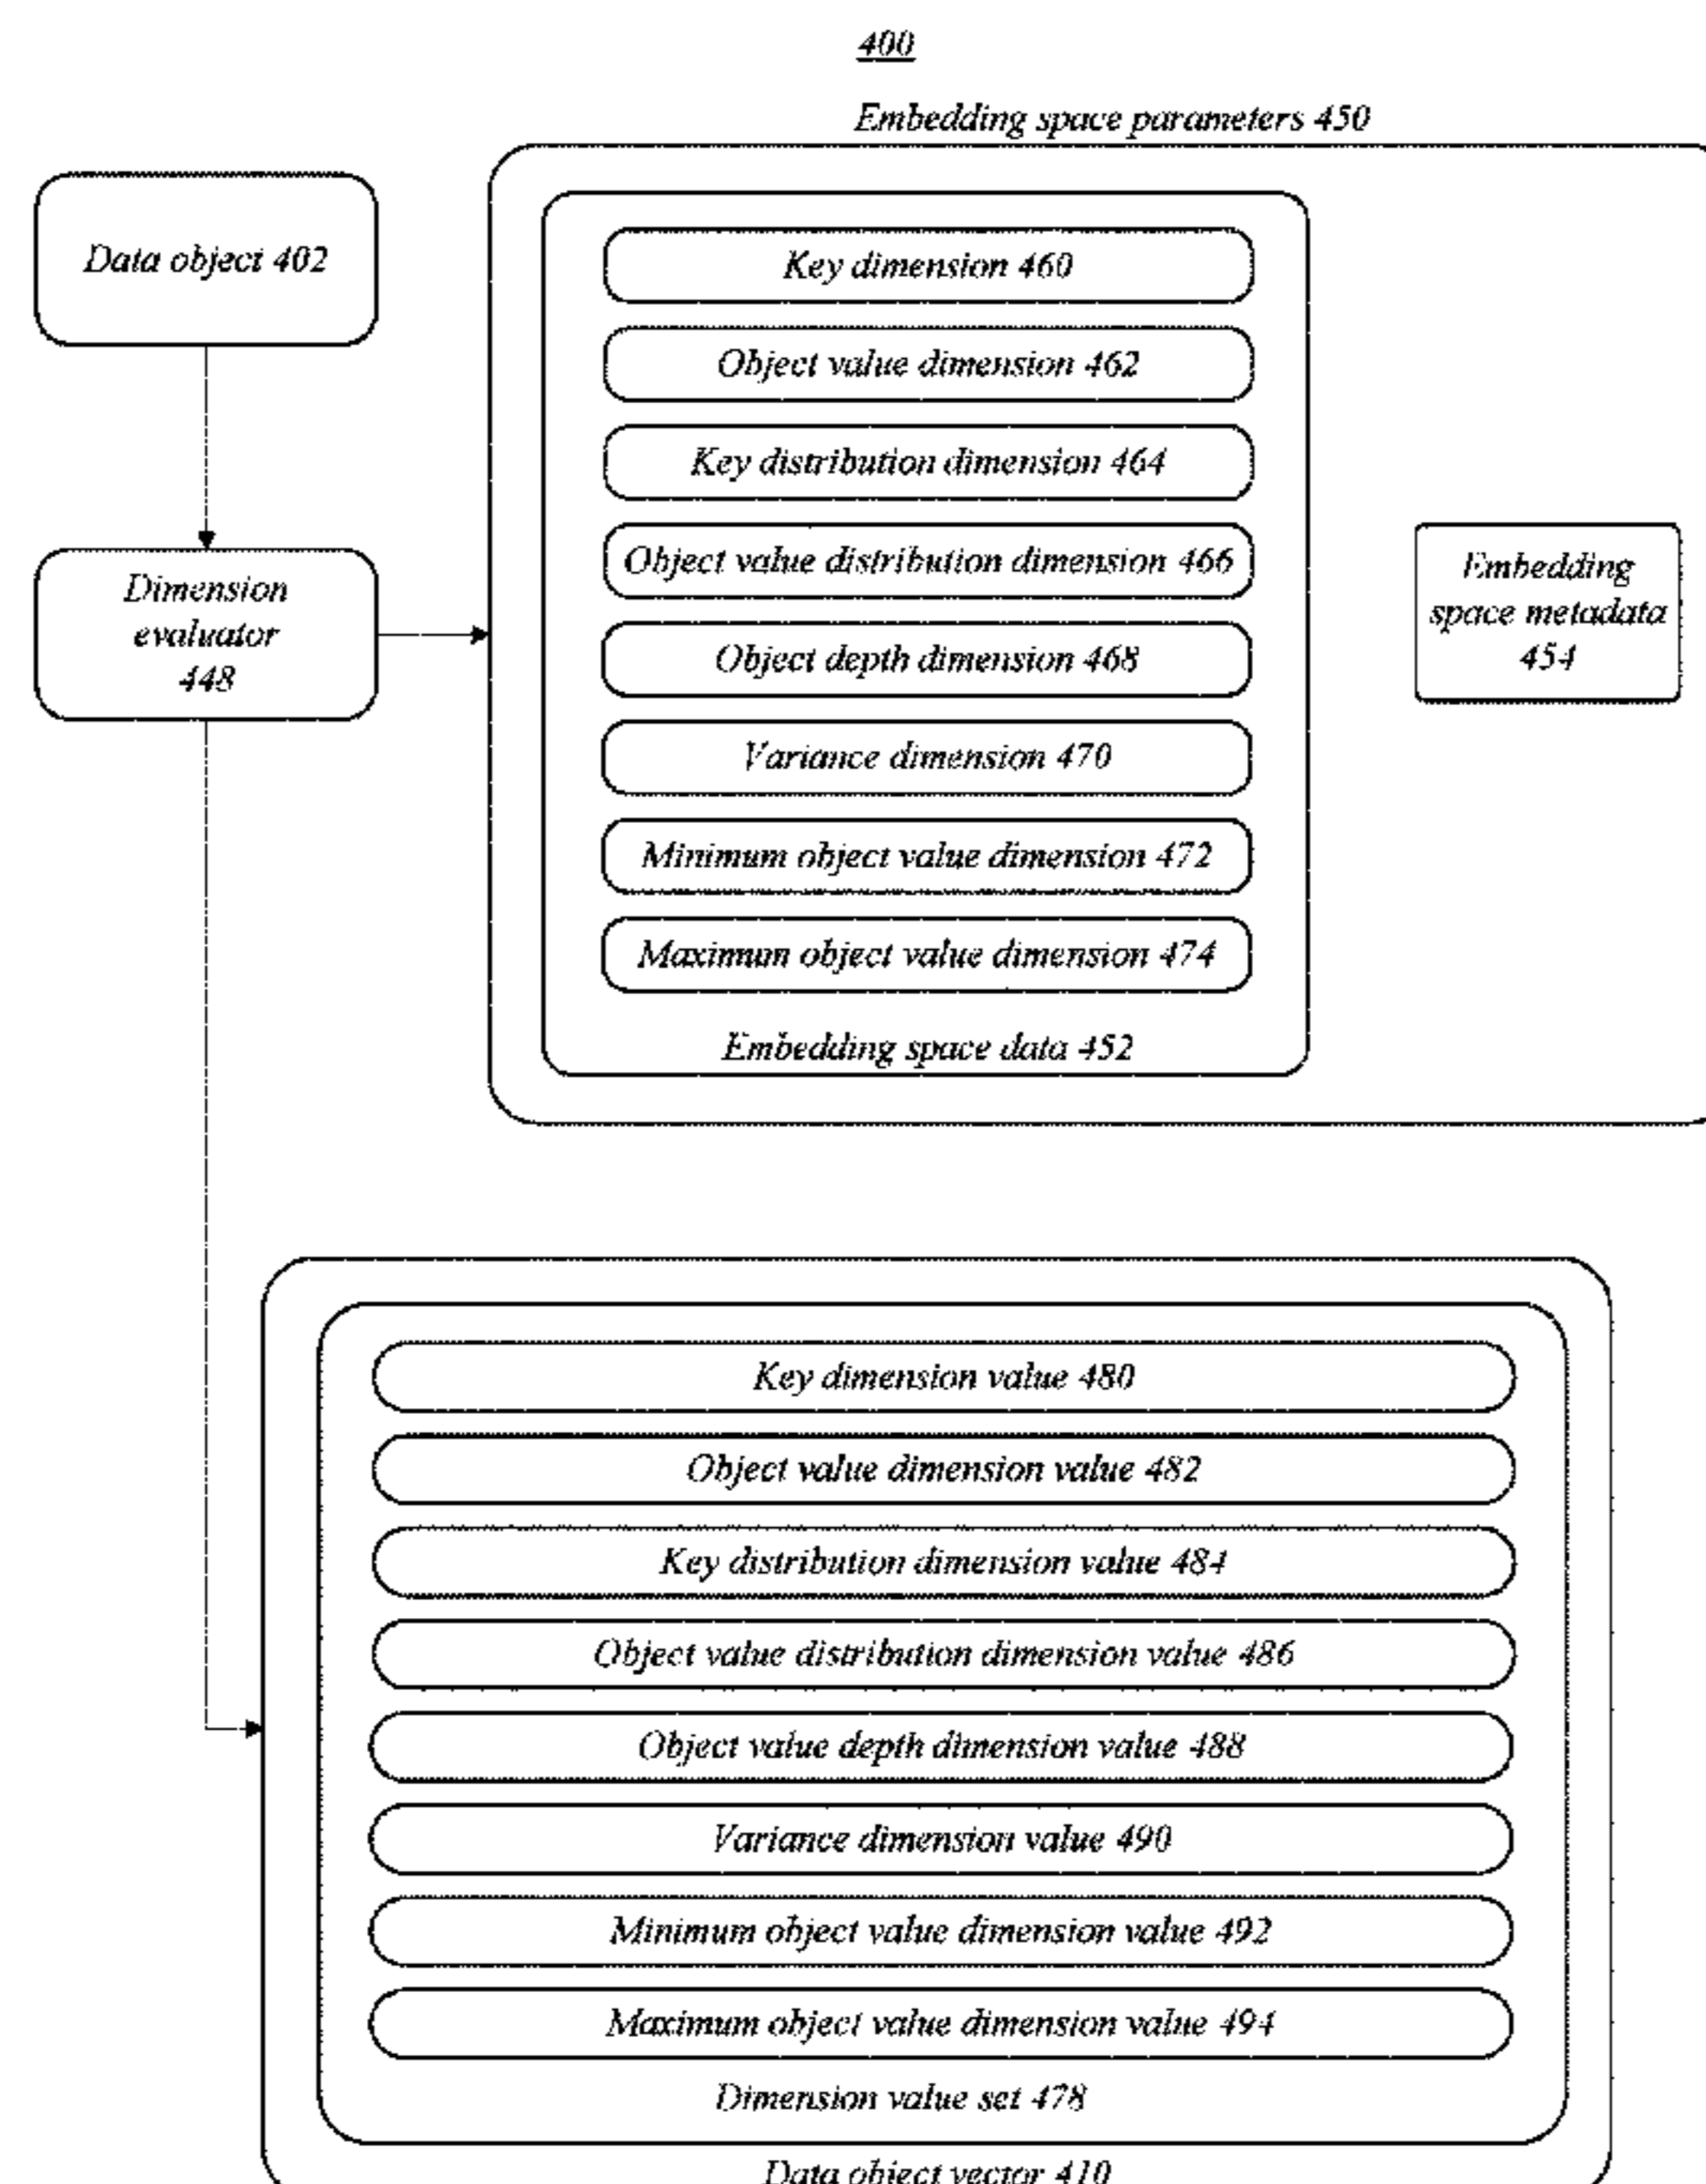 400
Embedding space parameters 450
Data object 402
Key dimension 460
Object value dimension 462
Key distribution dimension 464
Object value distribution dimension 466
Embedding
space metadata
454
Dimension
evaluator
448
Object depth dimension 468
Variance dimension 470
Minimum object value dimension 472
Maximum object value dimension 474
Embedding space data 452
Key dimension value 480
Object value dimension value 482
Key distribution dimension value 484
Object value distribution dimension value 486
Object value depth dimension value 488
Variance dimension value 490
Minimum object value dimension value 492
Maximum object value dimension value 494
Dimension value set 478
Data object vector 410